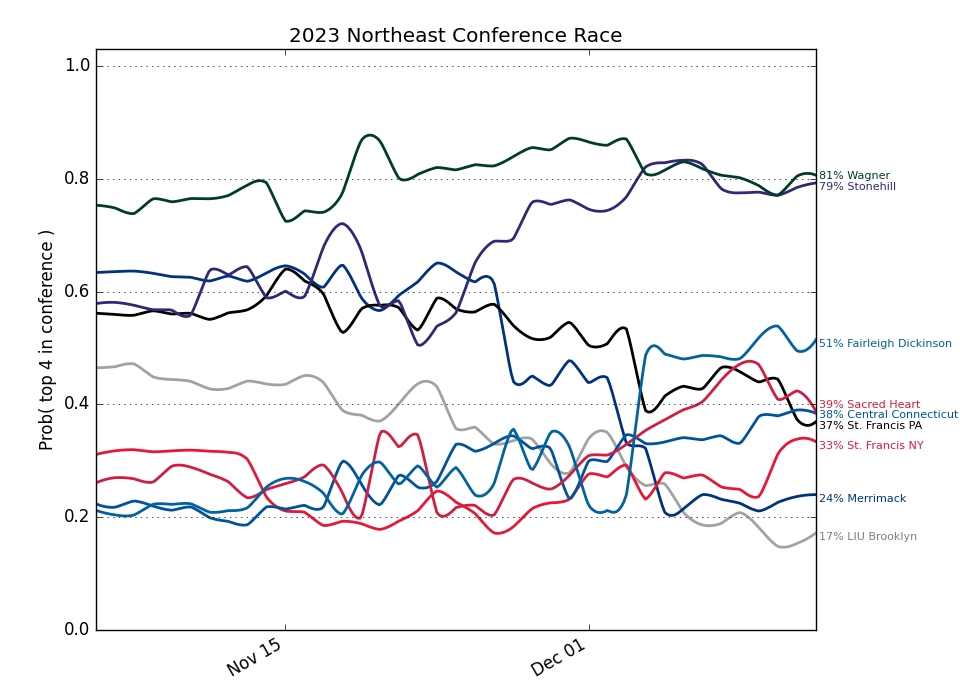 2023 Northeast Conference Race
Prob( top 4 in conference )
1.0
0.8
0.6
0.4
0.2
0.0
Nov 15
Dec 01
81% Wagner
79% Stonehill
51% Fairleigh Dickinson
39% Sacred Heart
38% Central Connecticut
37% St. Francis PA
33% St. Francis NY
24% Merrimack
17% LIU Brooklyn